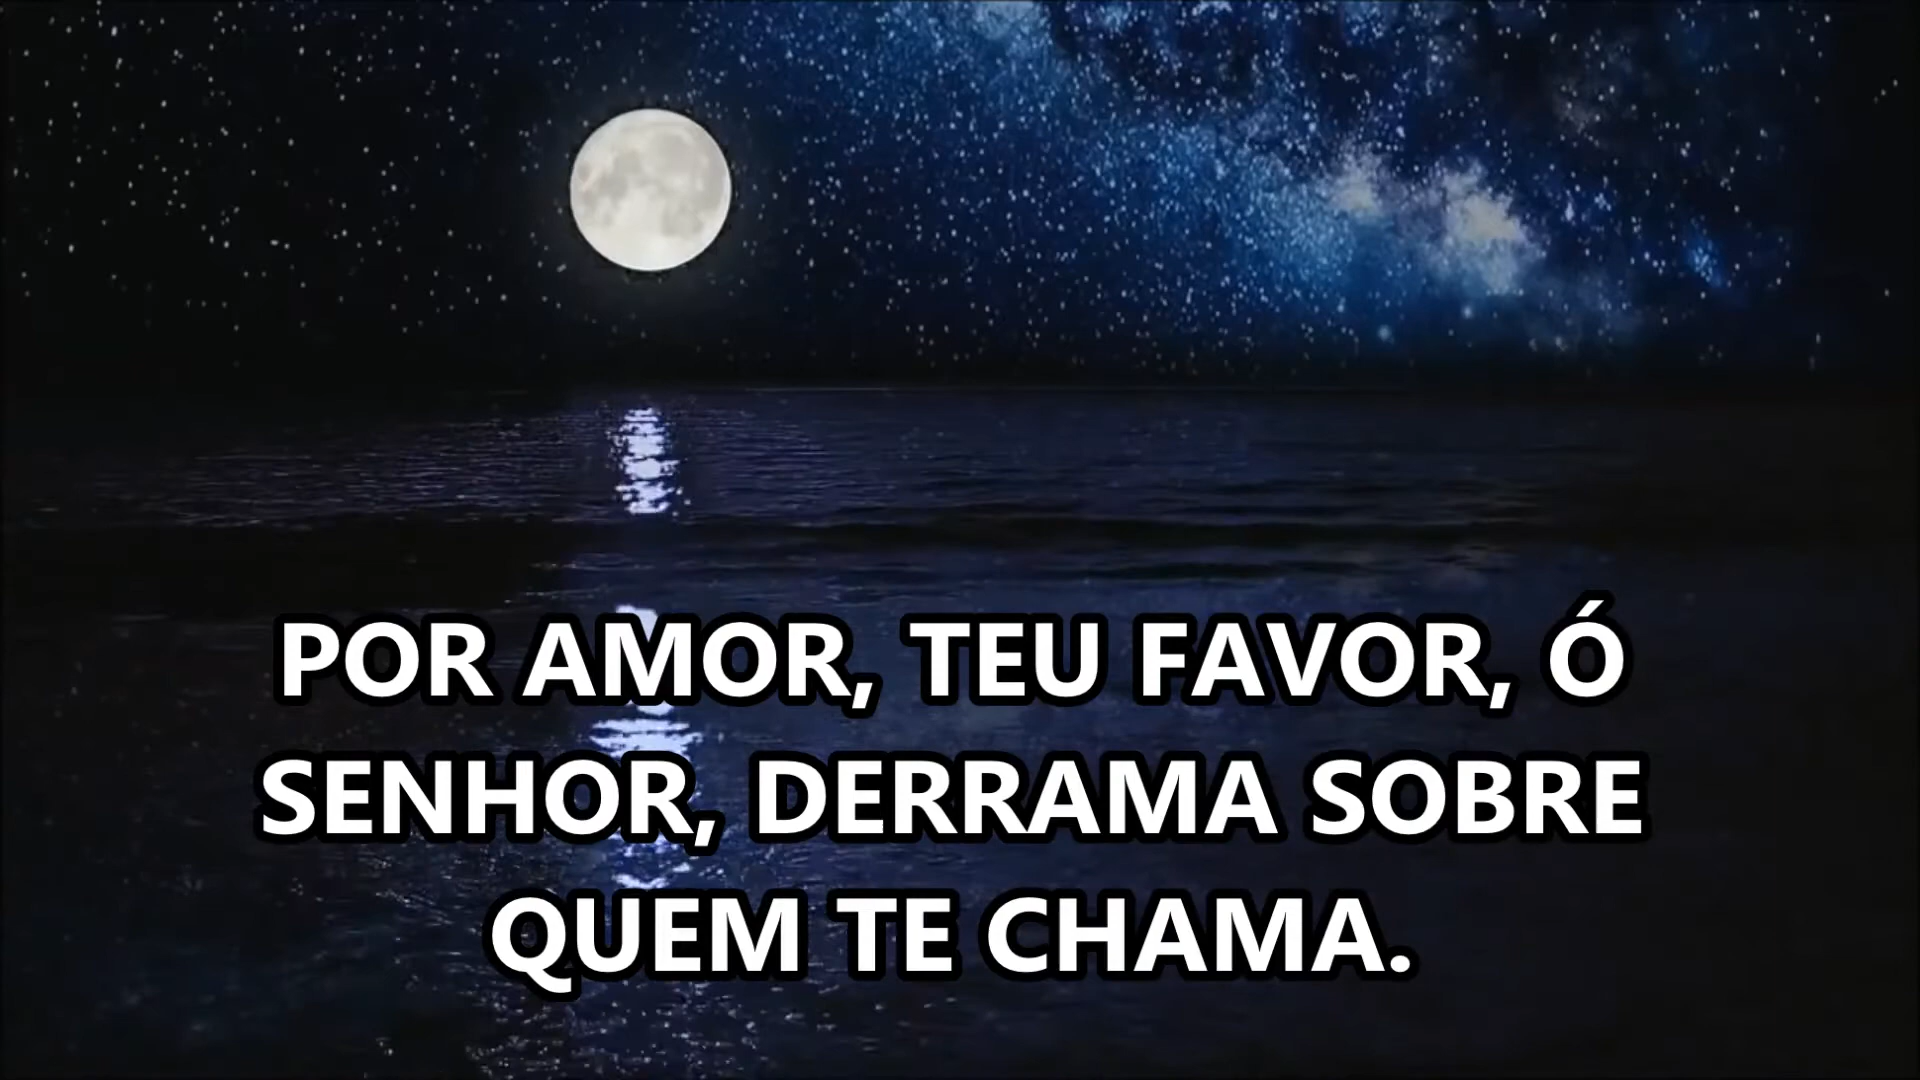 POR AMOR, TEU FAVOR, Ó
SENHOR, DERRAMA SOBRE
QUEM TE CHAMA.